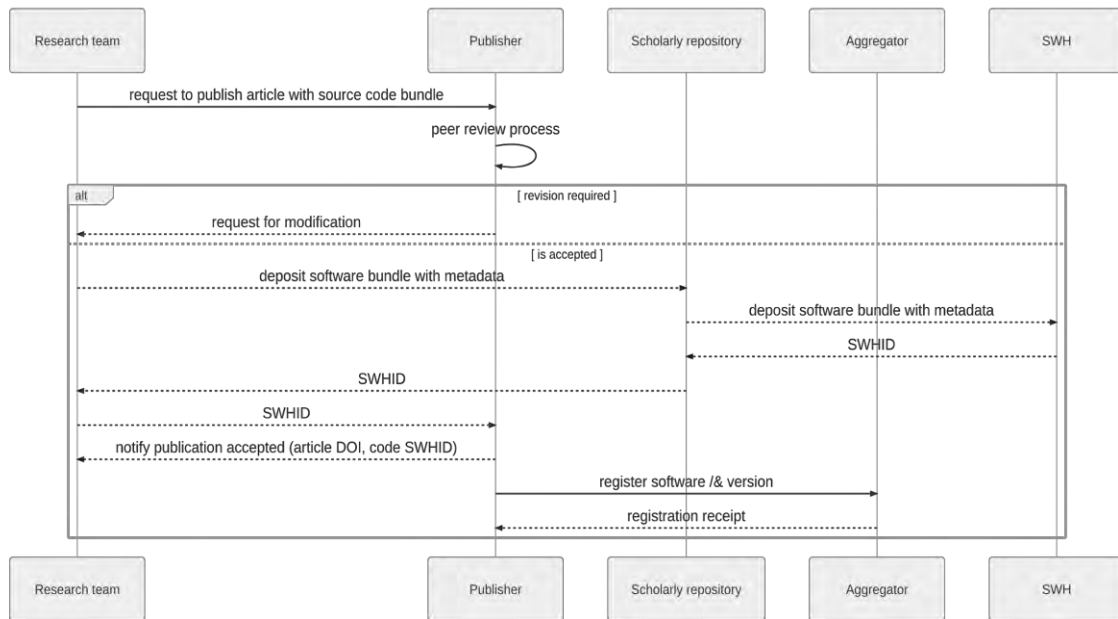 Research team
Publisher
Scholarly repository
Aggregator
SWH
request to publish article with source code bundle
peer review process
alt
[ revision required ]
request for modification
[ is accepted ]
deposit software bundle with metadata
deposit software bundle with metadata
SWHID
SWHID
SWHID
notify publication accepted (article DOI, code SWHID)
register software /& version
registration receipt
Research team
Publisher
Scholarly repository
Aggregator
SWH